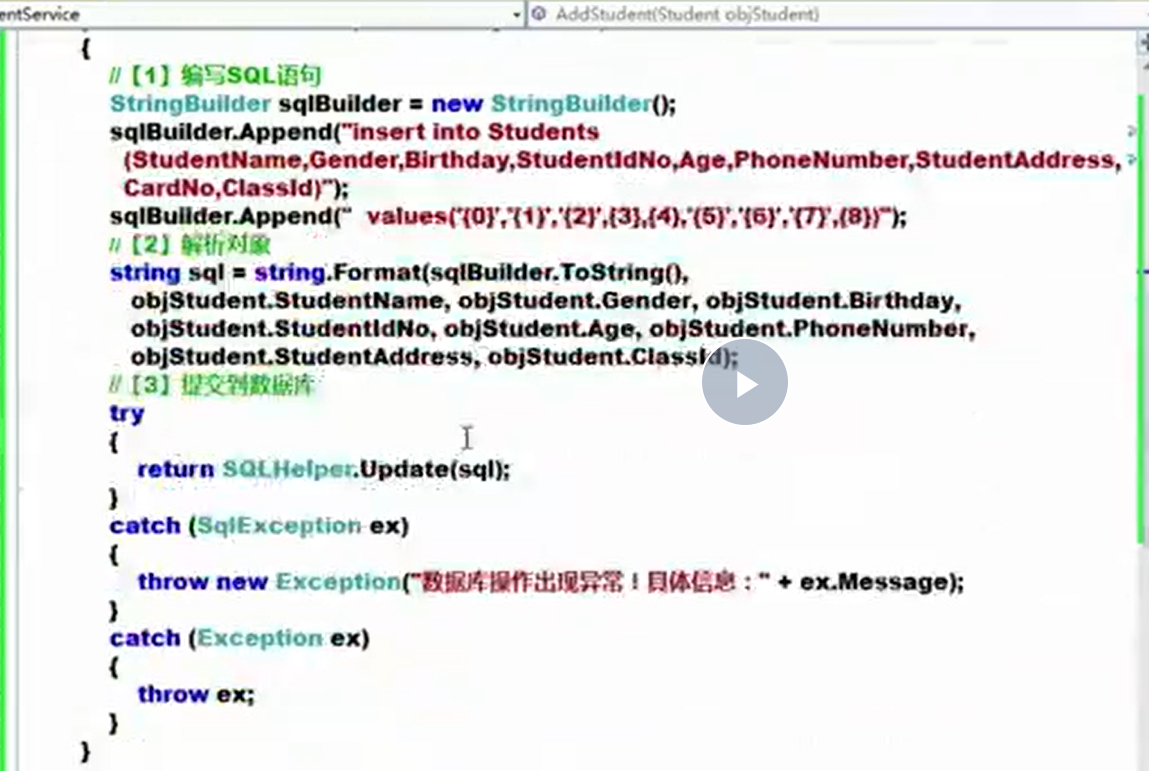 entService AddStudent(Student objStudent)
{
//【1】编写SQL语句
StringBuilder sqlBuilder = new StringBuilder();
sqlBuilder.Append("insert into Students
(StudentName,Gender,Birthday,StudentIdNo,Age,PhoneNumber,StudentAddress,
CardNo,ClassId)");
sqlBuilder.Append("  values('{0}','{1}','{2}',{3},{4},'{5}','{6}','{7}',{8})");
//【2】解析对象
string sql = string.Format(sqlBuilder.ToString(),
objStudent.StudentName, objStudent.Gender, objStudent.Birthday,
objStudent.StudentIdNo, objStudent.Age, objStudent.PhoneNumber,
objStudent.StudentAddress, objStudent.ClassId);
//【3】提交到数据库
try
{
return SQLHelper.Update(sql);
}
catch (SqlException ex)
{
throw new Exception("数据库操作出现异常！具体信息：" + ex.Message);
}
catch (Exception ex)
{
throw ex;
}
}